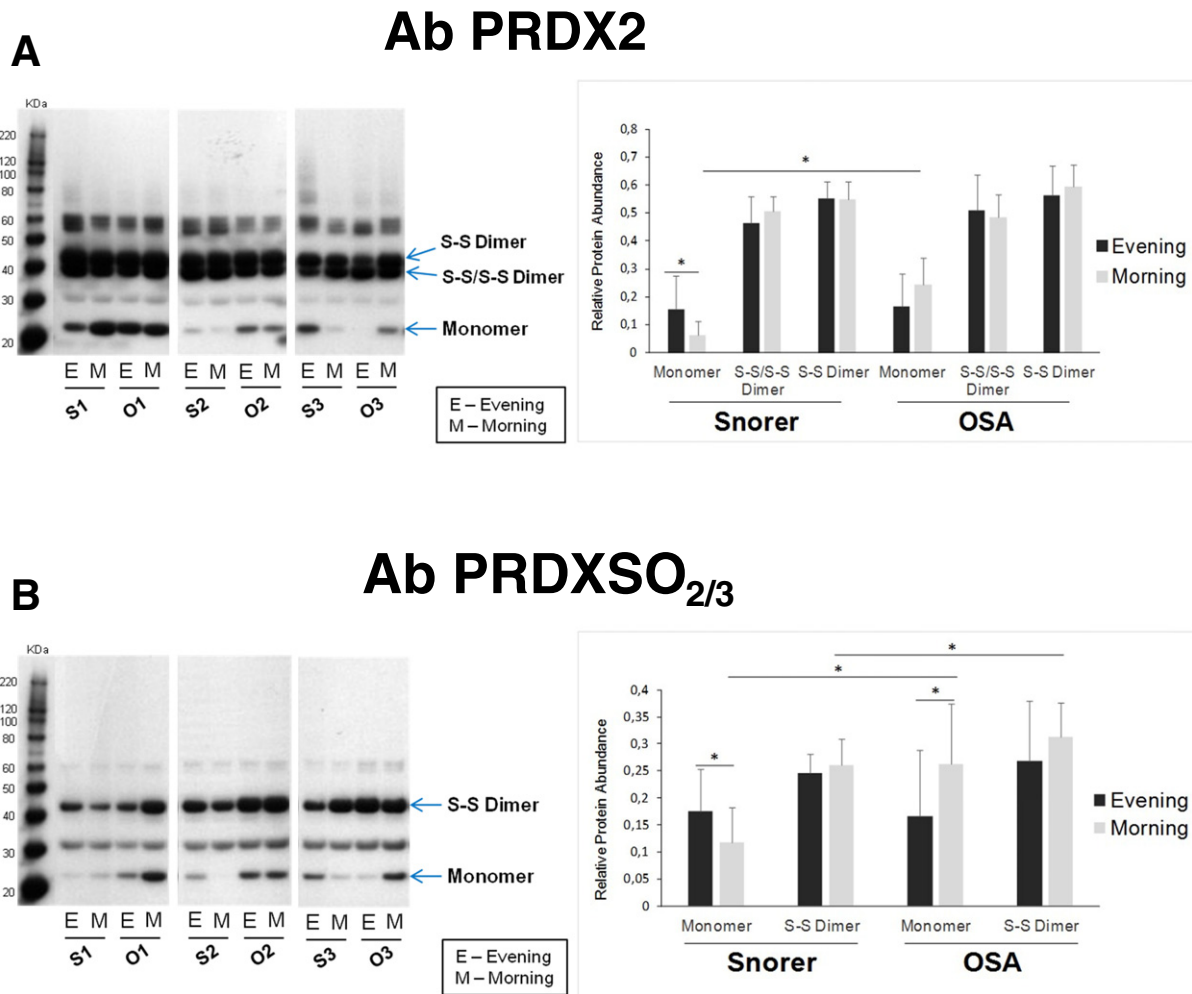 Ab PRDX2
A
KDa
220
120
100
80
60
50
40
30
20
S-S Dimer
S-S/S-S Dimer
Monomer
E M E M E M E M E M E M
S1 O1 S2 O2 S3 O3
E – Evening
M – Morning
Relative Protein Abundance
0,8
0,7
0,6
0,5
0,4
0,3
0,2
0,1
0
*
*
Monomer S-S/S-S Dimer S-S Dimer Monomer S-S/S-S Dimer S-S Dimer
Snorer OSA
Evening
Morning
Ab PRDXSO2/3
B
KDa
220
120
100
80
60
50
40
30
20
S-S Dimer
Monomer
E M E M E M E M E M E M
S1 O1 S2 O2 S3 O3
E – Evening
M – Morning
Relative Protein Abundance
0,4
0,35
0,3
0,25
0,2
0,15
0,1
0,05
0
*
*
*
*
Monomer S-S Dimer Monomer S-S Dimer
Snorer OSA
Evening
Morning